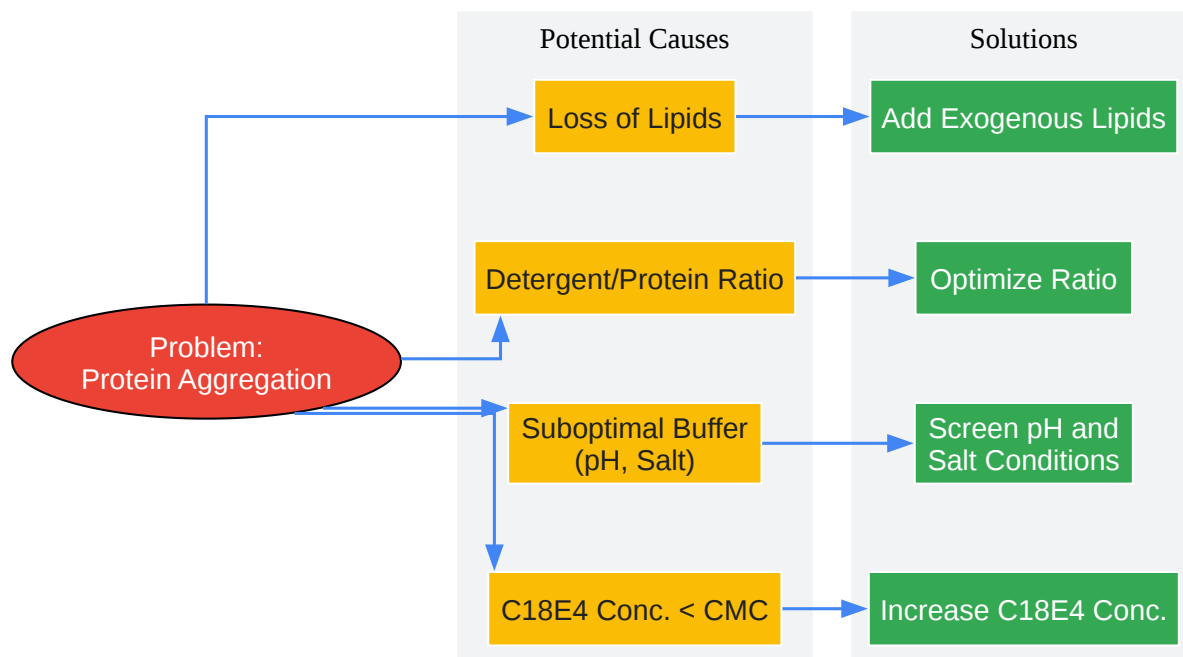 Potential Causes
Solutions
Loss of Lipids
Add Exogenous Lipids
Detergent/Protein Ratio
Optimize Ratio
Problem:
Protein Aggregation
Suboptimal Buffer
(pH, Salt)
Screen pH and
Salt Conditions
C18E4 Conc. < CMC
Increase C18E4 Conc.